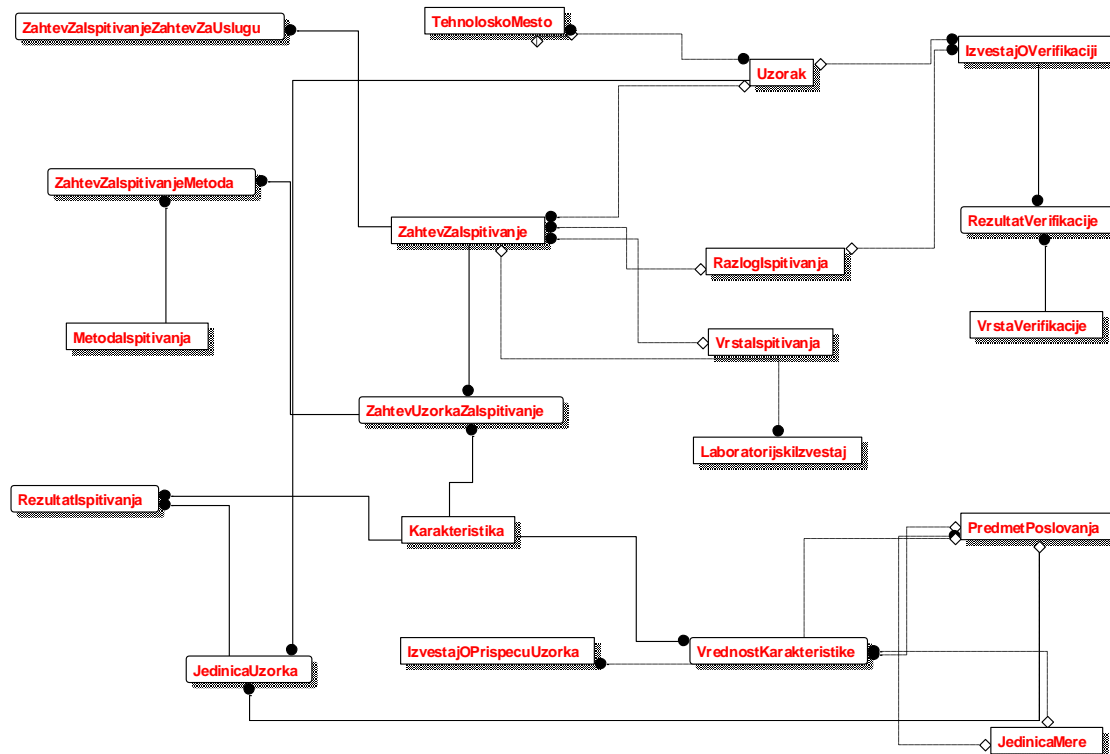 ZahtevZaIspitivanjeZahtevZaUslugu
TehnoloskoMesto
IzvestajOVerifikaciji
Uzorak
ZahtevZaIspitivanjeMetoda
ZahtevZaIspitivanje
RezultatVerifikacije
RazlogIspitivanja
MetodaIspitivanja
VrstaVerifikacije
VrstaIspitivanja
ZahtevUzorkaZaIspitivanje
LaboratorijskiIzvestaj
RezultatIspitivanja
Karakteristika
PredmetPoslovanja
IzvestajOPrispecuUzorka
VrednostKarakteristike
JedinicaUzorka
JedinicaMere